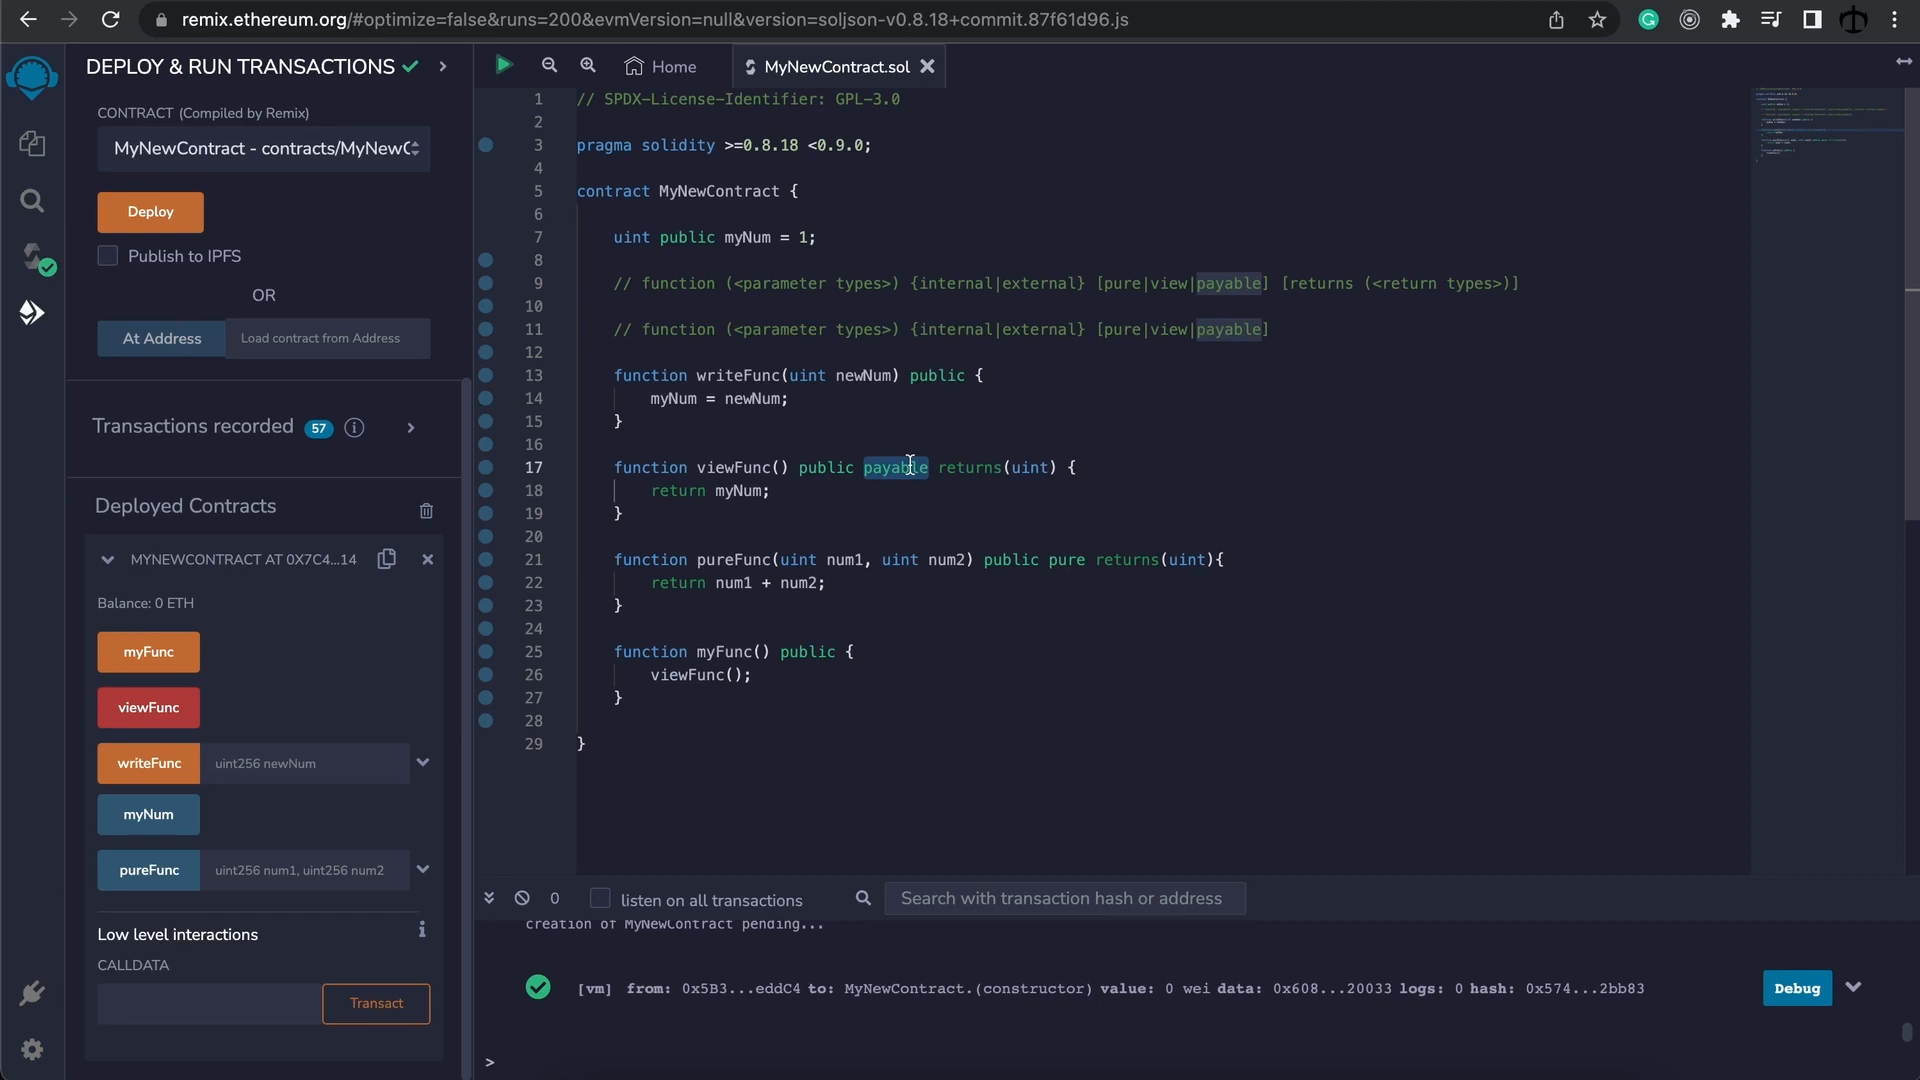 remix.ethereum.org/#optimize=false&runs=200&evmVersion=null&version=soljson-v0.8.18+commit.87f61d96.js
DEPLOY & RUN TRANSACTIONS
CONTRACT (Compiled by Remix)
MyNewContract - contracts/MyNewC
Deploy
Publish to IPFS
OR
At Address
Load contract from Address
Transactions recorded 57
Deployed Contracts
MYNEWCONTRACT AT 0X7C4...14
Balance: 0 ETH
myFunc
viewFunc
writeFunc
uint256 newNum
myNum
pureFunc
uint256 num1, uint256 num2
Low level interactions
CALLDATA
Transact
Home
MyNewContract.sol
1 // SPDX-License-Identifier: GPL-3.0
2
3 pragma solidity >=0.8.18 <0.9.0;
4
5 contract MyNewContract {
6
7 uint public myNum = 1;
8
9 // function (<parameter types>) {internal|external} [pure|view|payable] [returns (<return types>)]
10
11 // function (<parameter types>) {internal|external} [pure|view|payable]
12
13 function writeFunc(uint newNum) public {
14 myNum = newNum;
15 }
16
17 function viewFunc() public payable returns(uint) {
18 return myNum;
19 }
20
21 function pureFunc(uint num1, uint num2) public pure returns(uint){
22 return num1 + num2;
23 }
24
25 function myFunc() public {
26 viewFunc();
27 }
28
29 }
0
listen on all transactions
Search with transaction hash or address
creation of MyNewContract pending...
[vm] from: 0x5B3...eddC4 to: MyNewContract.(constructor) value: 0 wei data: 0x608...20033 logs: 0 hash: 0x574...2bb83
Debug
>